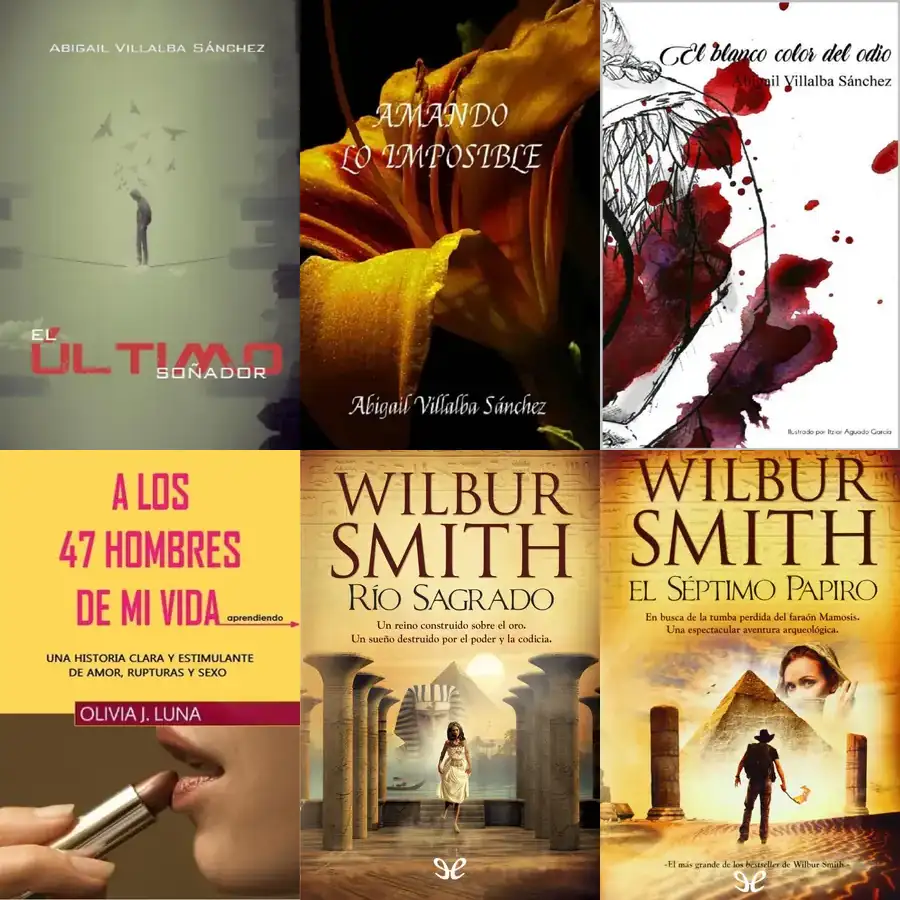 ABIGAIL VILLALBA SÁNCHEZ
EL
ÚLTIMO
SOÑADOR
AMANDO
LO IMPOSIBLE
Abigail Villalba Sánchez
El blanco color del odio
Abigail Villalba Sánchez
Ilustrado por Itziar Aguado García
A LOS
47 HOMBRES
DE MI VIDA
aprendiendo
UNA HISTORIA CLARA Y ESTIMULANTE
DE AMOR, RUPTURAS Y SEXO
OLIVIA J. LUNA
WILBUR
SMITH
RÍO SAGRADO
Un reino construido sobre el oro.
Un sueño destruido por el poder y la codicia.
WILBUR
SMITH
EL SÉPTIMO PAPIRO
En busca de la tumba perdida del faraón Mamosis.
Una espectacular aventura arqueológica.
«El más grande de los bestsellers de Wilbur Smith»